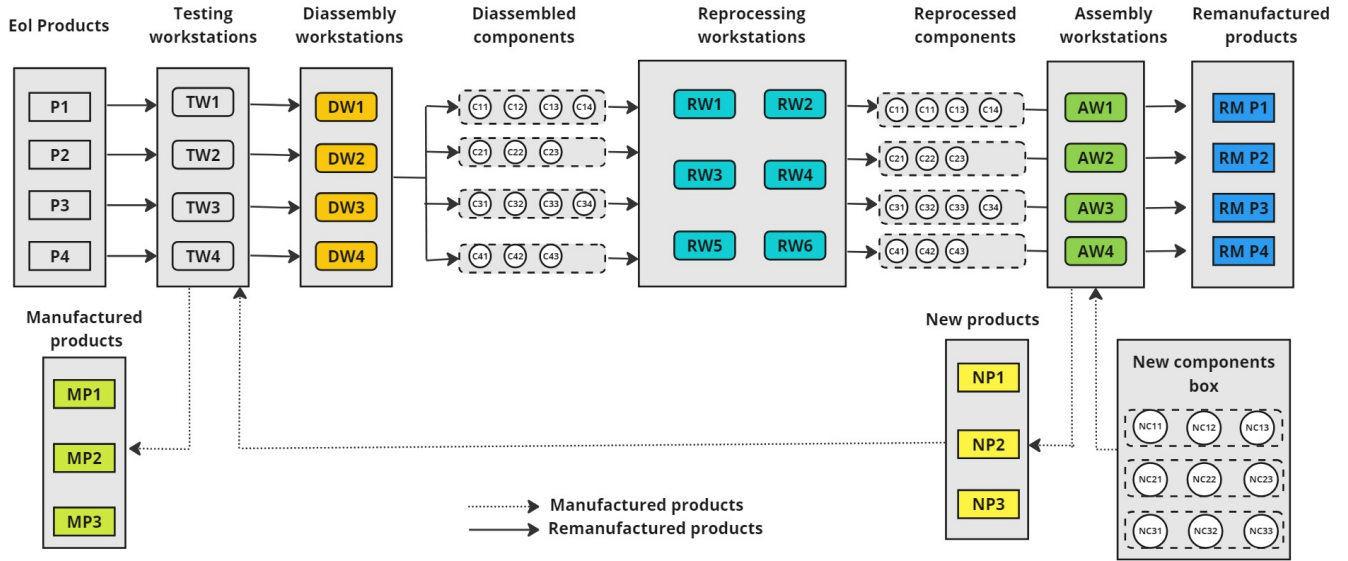 Eol Products
Testing
workstations
Diassembly
workstations
Diassembled
components
Reprocessing
workstations
Reprocessed
components
Assembly
workstations
Remanufactured
products
P1
TW1
DW1
C11 C12 C13 C14
RW1 RW2
C11 C11 C13 C14
AW1
RM P1
P2
TW2
DW2
C21 C22 C23
C21 C22 C23
AW2
RM P2
RW3 RW4
P3
TW3
DW3
C31 C32 C33 C34
C31 C32 C33 C34
AW3
RM P3
P4
TW4
DW4
C41 C42 C43
RW5 RW6
C41 C42 C43
AW4
RM P4
Manufactured
products
MP1
MP2
MP3
New products
NP1
NP2
NP3
New components
box
NC11 NC12 NC13
NC21 NC22 NC23
NC31 NC32 NC33
Manufactured products
Remanufactured products